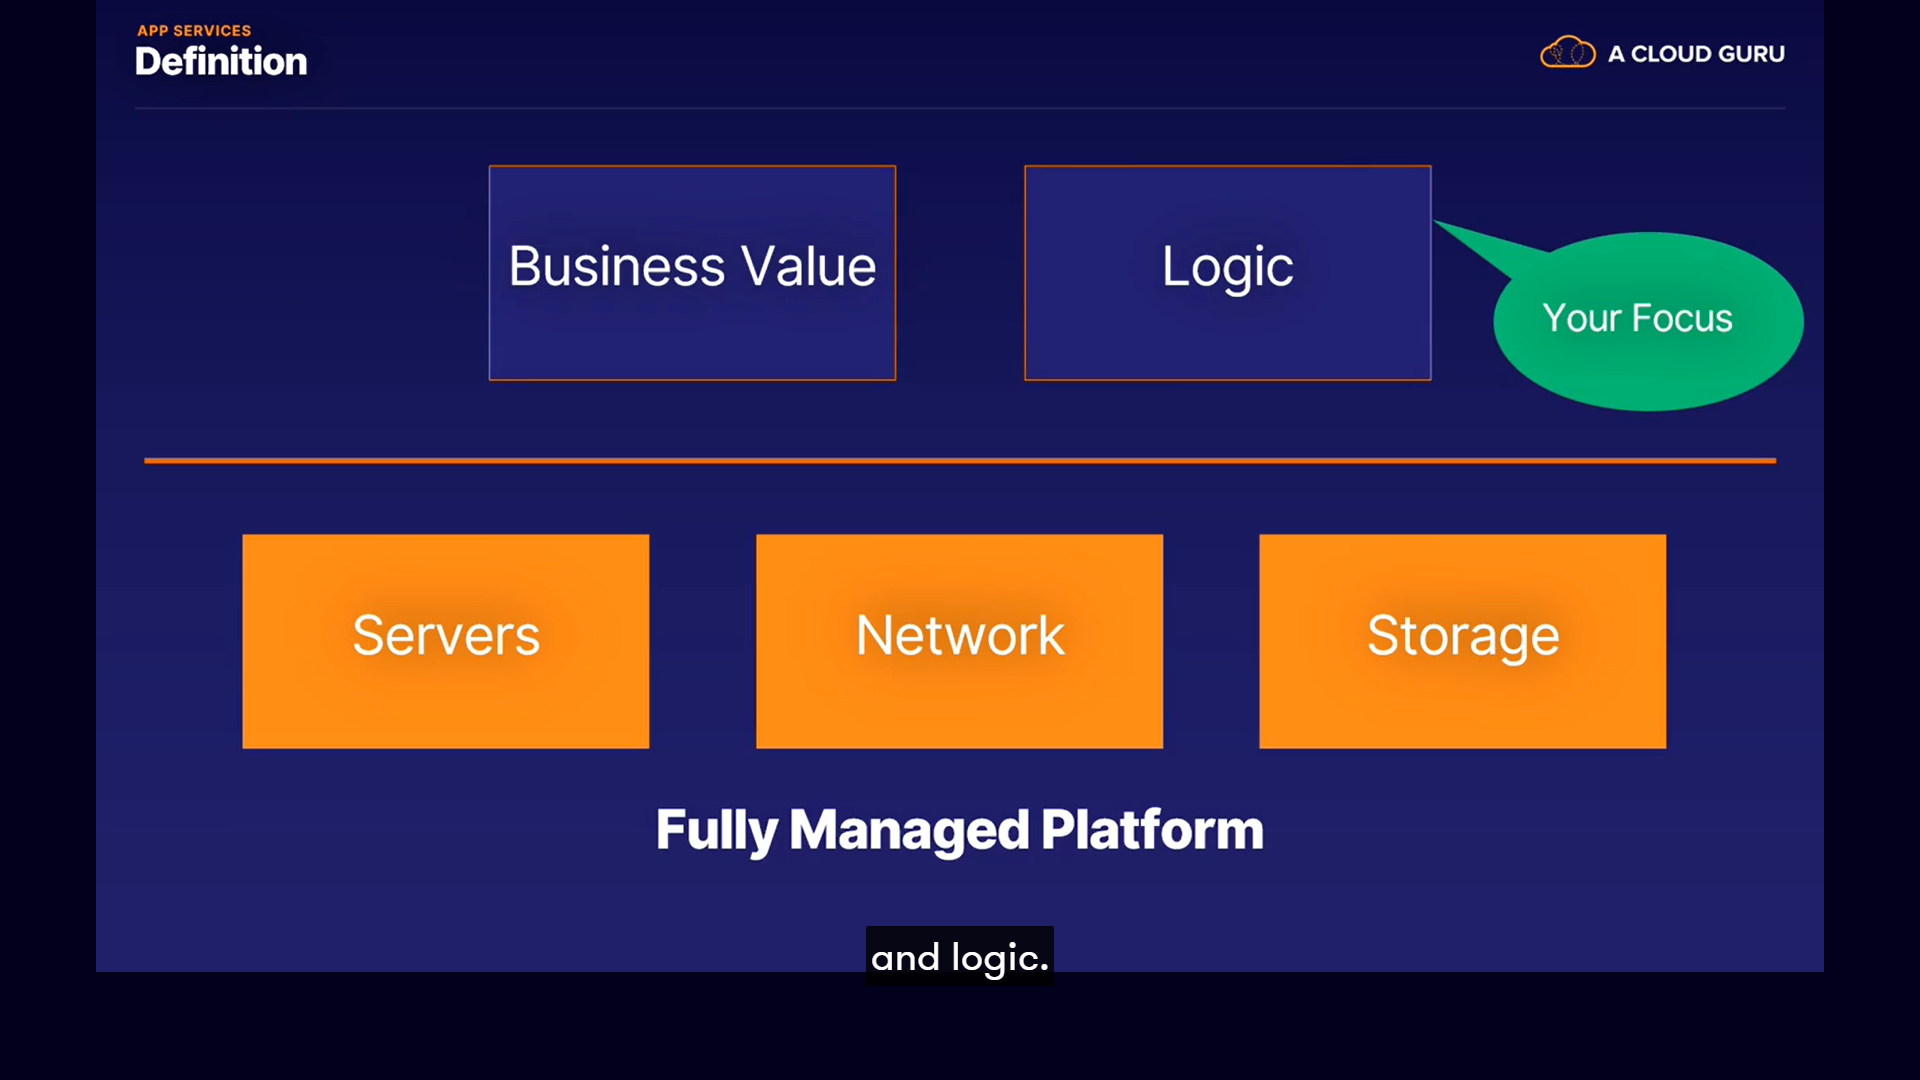 APP SERVICES
Definition
A CLOUD GURU
Business Value
Logic
Your Focus
Servers
Network
Storage
Fully Managed Platform
and logic.